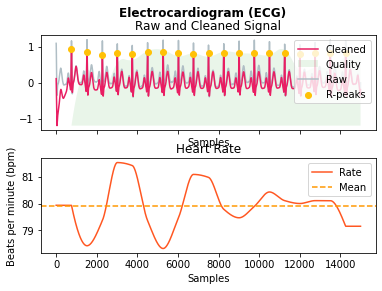 Electrocardiogram (ECG)
Raw and Cleaned Signal
1
0
−1
Cleaned
Quality
Raw
R-peaks
Samples
Heart Rate
Beats per minute (bpm)
81
80
79
Rate
Mean
0
2000
4000
6000
8000
10000
12000
14000
Samples